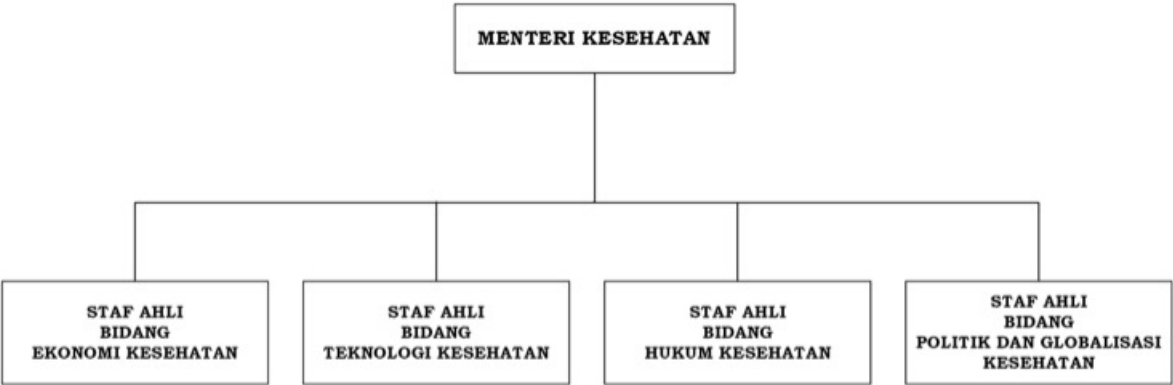 MENTERI KESEHATAN
STAF AHLI
BIDANG
EKONOMI KESEHATAN
STAF AHLI
BIDANG
TEKNOLOGI KESEHATAN
STAF AHLI
BIDANG
HUKUM KESEHATAN
STAF AHLI
BIDANG
POLITIK DAN GLOBALISASI
KESEHATAN